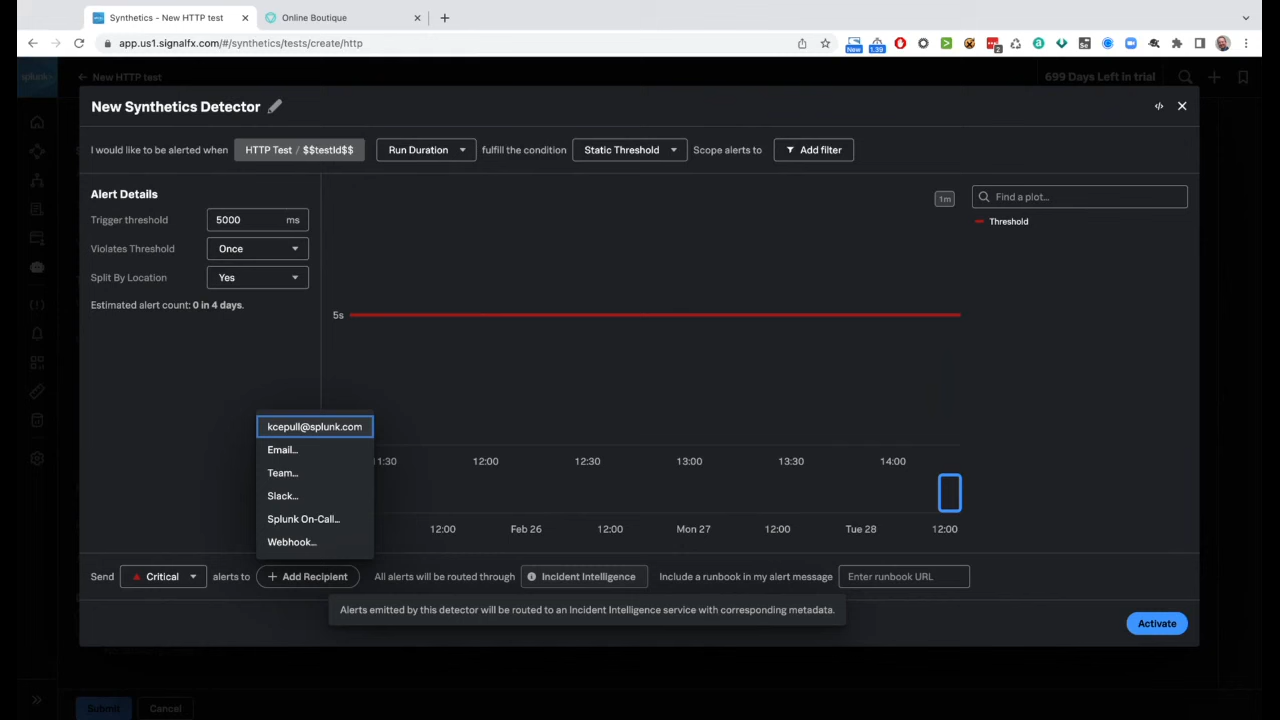 Synthetics - New HTTP test
Online Boutique
app.us1.signalfx.com/#/synthetics/tests/create/http
New
1.39
2
splunk>
New HTTP test
699 Days Left in trial
New Synthetics Detector
I would like to be alerted when HTTP Test / $$testId$$ Run Duration fulfill the condition Static Threshold Scope alerts to Add filter
Alert Details
Trigger threshold 5000 ms
Violates Threshold Once
Split By Location Yes
Estimated alert count: 0 in 4 days.
1m
Find a plot...
Threshold
5s
kcepull@splunk.com
Email...
Team...
Slack...
Splunk On-Call...
Webhook...
1:30 12:00 12:30 13:00 13:30 14:00
12:00 Feb 26 12:00 Mon 27 12:00 Tue 28 12:00
Send Critical alerts to + Add Recipient All alerts will be routed through Incident Intelligence Include a runbook in my alert message Enter runbook URL
Alerts emitted by this detector will be routed to an Incident Intelligence service with corresponding metadata.
Activate
Submit Cancel